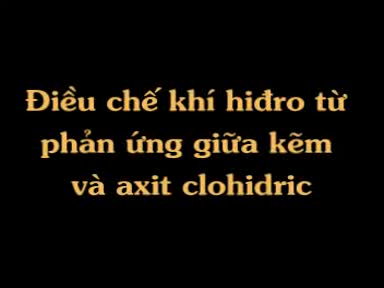 Điều chế khí hiđro từ
phản ứng giữa kẽm
và axit clohidric